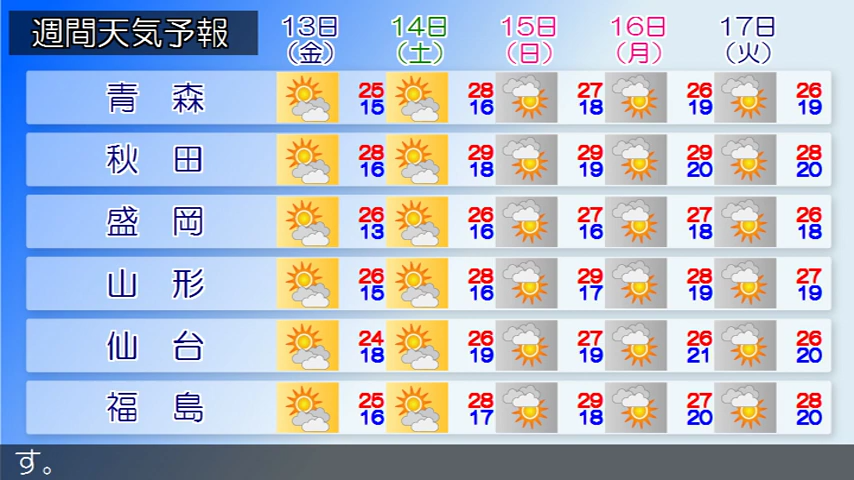 週間天気予報 13日 14日 15日 16日 17日
(金) (土) (日) (月) (火)
青森 25 28 27 26 26
15 16 18 19 19
秋田 28 29 29 29 28
16 18 19 20 20
盛岡 26 26 27 27 26
13 16 16 18 18
山形 26 28 29 28 27
15 16 17 19 19
仙台 24 26 27 26 26
18 19 19 21 20
福島 25 28 29 27 28
16 17 18 20 20
す。